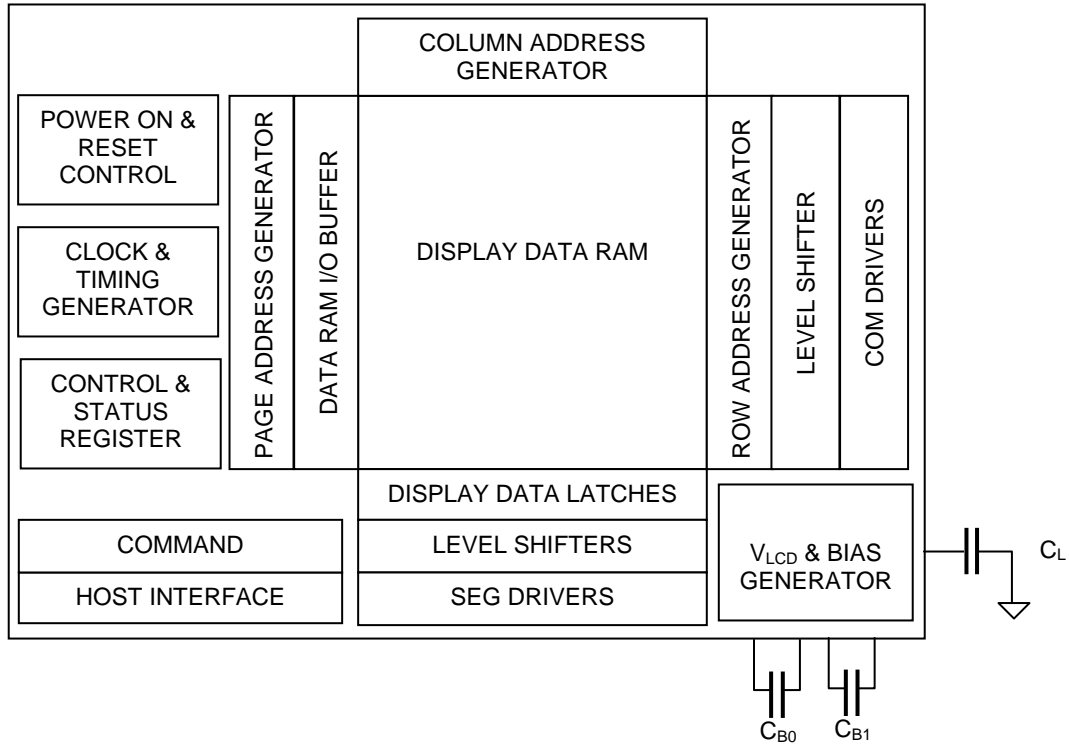 COLUMN ADDRESS
GENERATOR
POWER ON &
RESET
CONTROL
CLOCK &
TIMING
GENERATOR
CONTROL &
STATUS
REGISTER
PAGE ADDRESS GENERATOR
DATA RAM I/O BUFFER
DISPLAY DATA RAM
ROW ADDRESS GENERATOR
LEVEL SHIFTER
COM DRIVERS
DISPLAY DATA LATCHES
COMMAND
LEVEL SHIFTERS
HOST INTERFACE
SEG DRIVERS
VLCD & BIAS
GENERATOR
CL
CB0
CB1